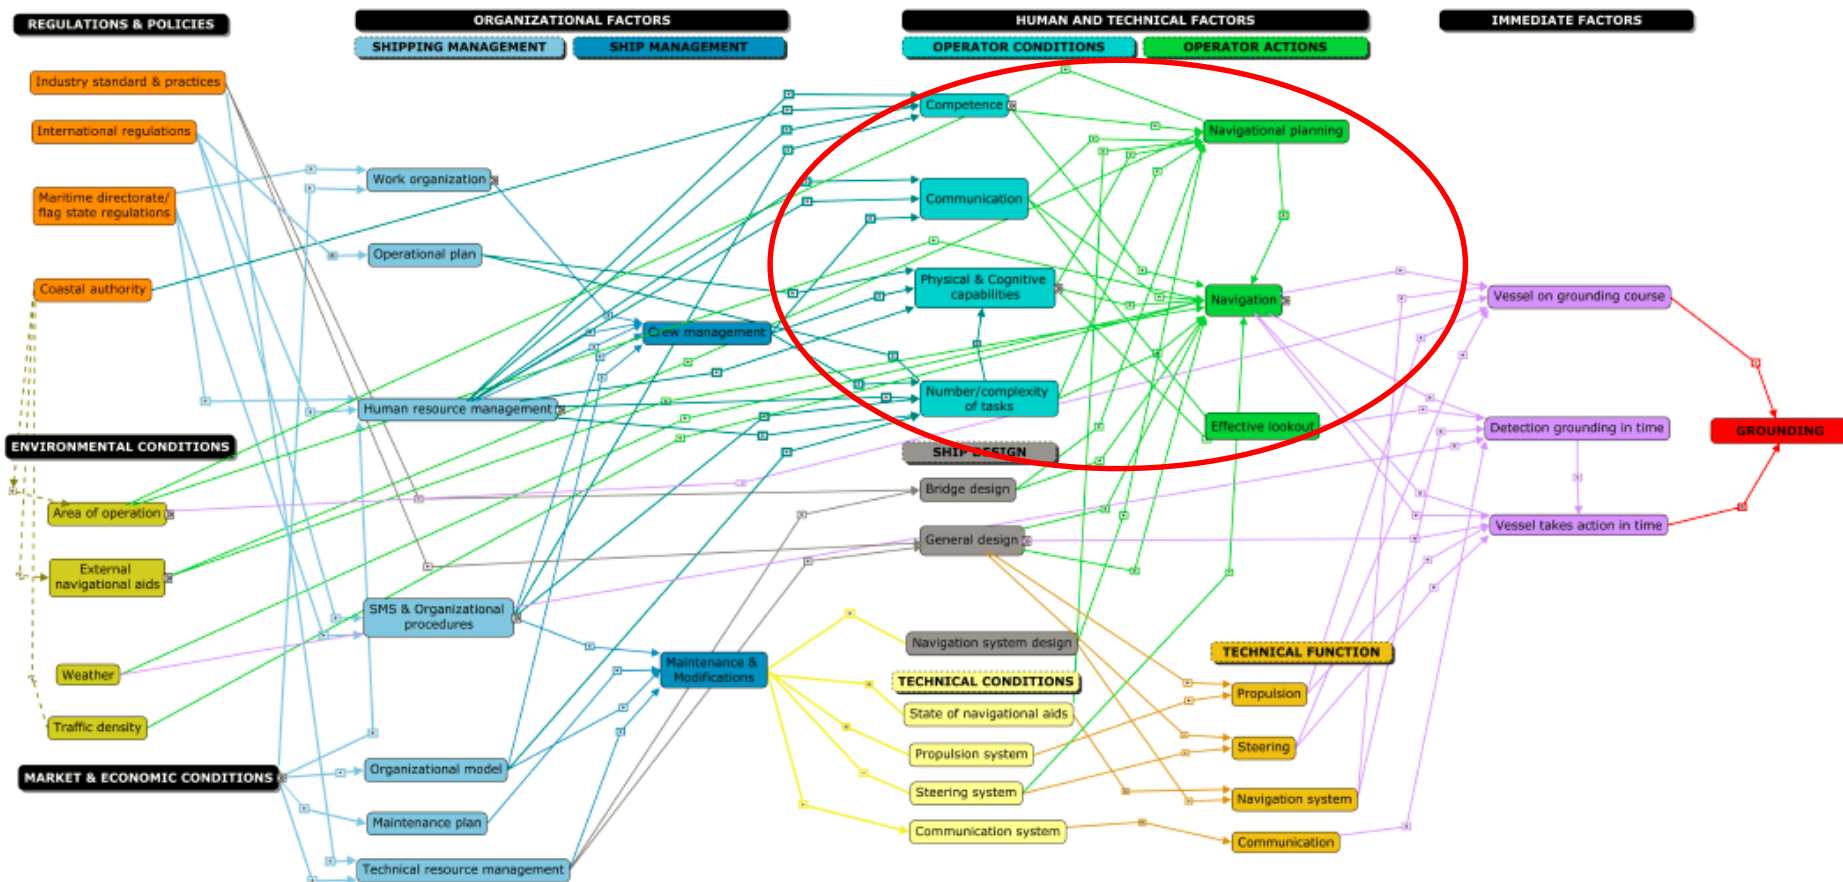 REGULATIONS & POLICIES
ORGANIZATIONAL FACTORS
HUMAN AND TECHNICAL FACTORS
IMMEDIATE FACTORS
SHIPPING MANAGEMENT
SHIP MANAGEMENT
OPERATOR CONDITIONS
OPERATOR ACTIONS
Industry standard & practices
International regulations
Maritime directorate/
flag state regulations
Coastal authority
ENVIRONMENTAL CONDITIONS
Area of operation
External
navigational aids
Weather
Traffic density
MARKET & ECONOMIC CONDITIONS
Work organization
Operational plan
Crew management
Human resource management
SMS & Organizational
procedures
Maintenance &
Modifications
Organizational model
Maintenance plan
Technical resource management
Competence
Communication
Physical & Cognitive
capabilities
Number/complexity
of tasks
Navigational planning
Navigation
Effective lookout
SHIP DESIGN
Bridge design
General design
Navigation system design
TECHNICAL CONDITIONS
State of navigational aids
Propulsion system
Steering system
Communication system
TECHNICAL FUNCTION
Propulsion
Steering
Navigation system
Communication
Vessel on grounding course
Detection grounding in time
Vessel takes action in time
GROUNDING